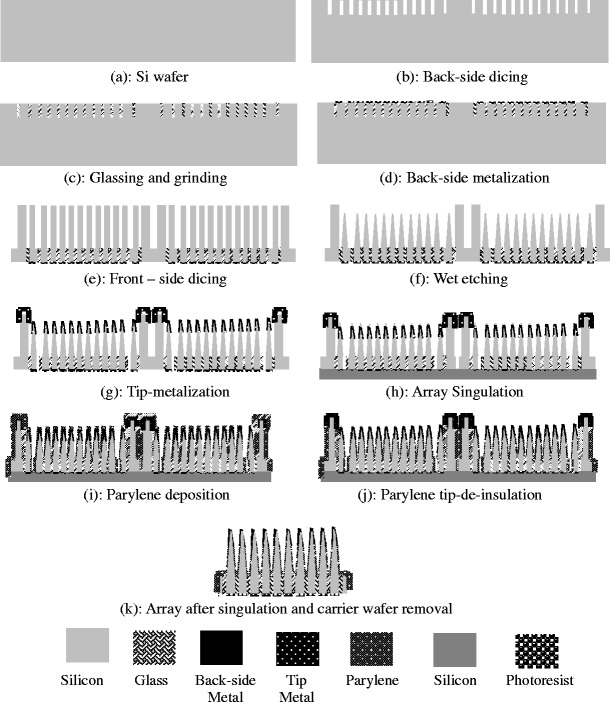 (a): Si wafer
(b): Back-side dicing
(c): Glassing and grinding
(d): Back-side metalization
(e): Front – side dicing
(f): Wet etching
(g): Tip-metalization
(h): Array Singulation
(i): Parylene deposition
(j): Parylene tip-de-insulation
(k): Array after singulation and carrier wafer removal
Silicon
Glass
Back-side
Metal
Tip
Metal
Parylene
Silicon
Photoresist